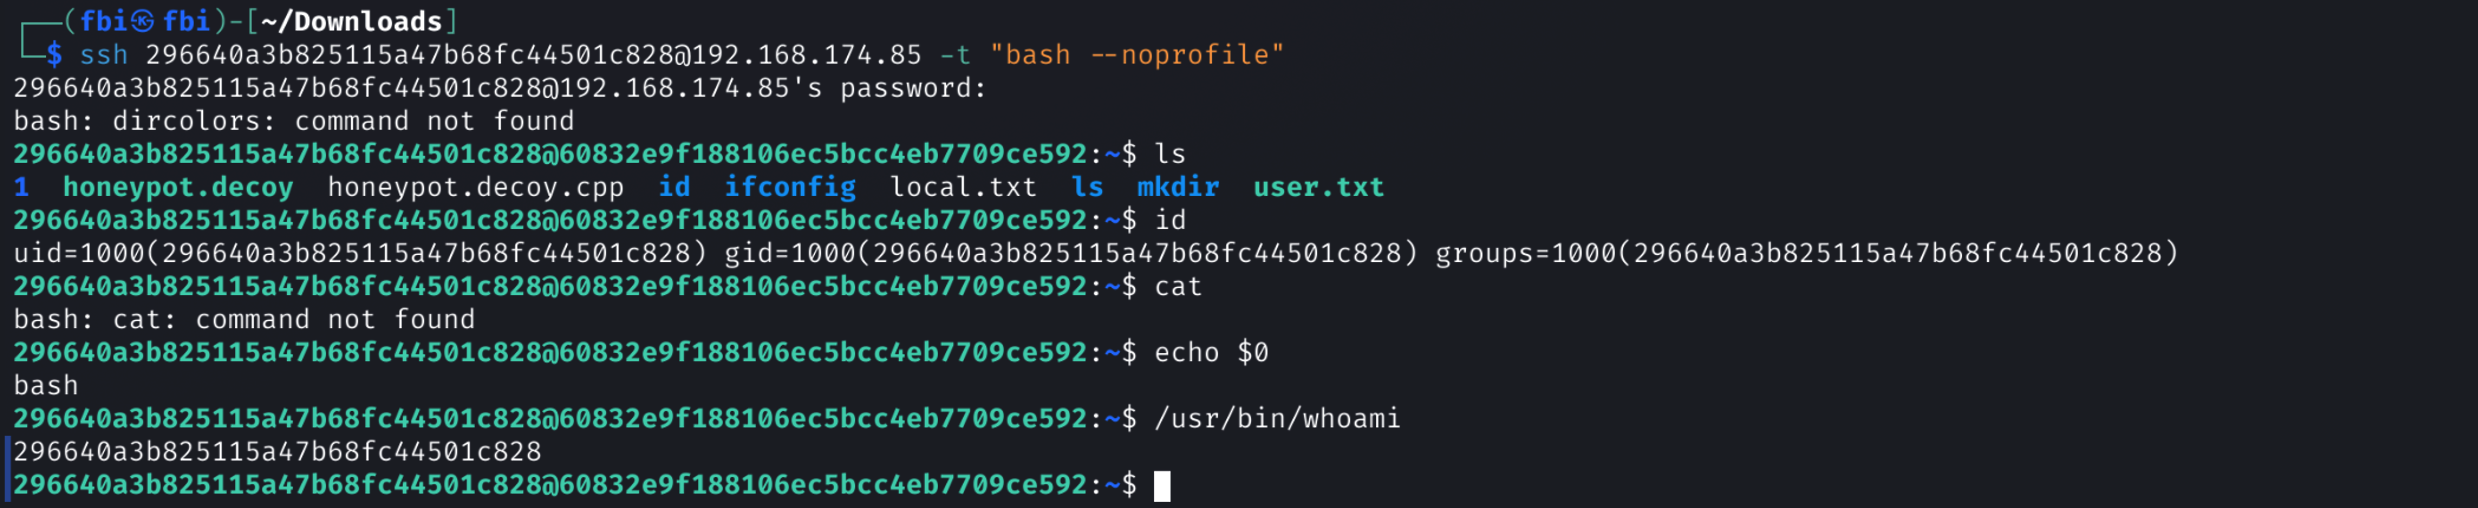 ┌──(fbi㉿fbi)-[~/Downloads]
└─$ ssh 296640a3b825115a47b68fc44501c828@192.168.174.85 -t "bash --noprofile"
296640a3b825115a47b68fc44501c828@192.168.174.85's password:
bash: dircolors: command not found
296640a3b825115a47b68fc44501c828@60832e9f188106ec5bcc4eb7709ce592:~$ ls
1 honeypot.decoy honeypot.decoy.cpp id ifconfig local.txt ls mkdir user.txt
296640a3b825115a47b68fc44501c828@60832e9f188106ec5bcc4eb7709ce592:~$ id
uid=1000(296640a3b825115a47b68fc44501c828) gid=1000(296640a3b825115a47b68fc44501c828) groups=1000(296640a3b825115a47b68fc44501c828)
296640a3b825115a47b68fc44501c828@60832e9f188106ec5bcc4eb7709ce592:~$ cat
bash: cat: command not found
296640a3b825115a47b68fc44501c828@60832e9f188106ec5bcc4eb7709ce592:~$ echo $0
bash
296640a3b825115a47b68fc44501c828@60832e9f188106ec5bcc4eb7709ce592:~$ /usr/bin/whoami
296640a3b825115a47b68fc44501c828
296640a3b825115a47b68fc44501c828@60832e9f188106ec5bcc4eb7709ce592:~$